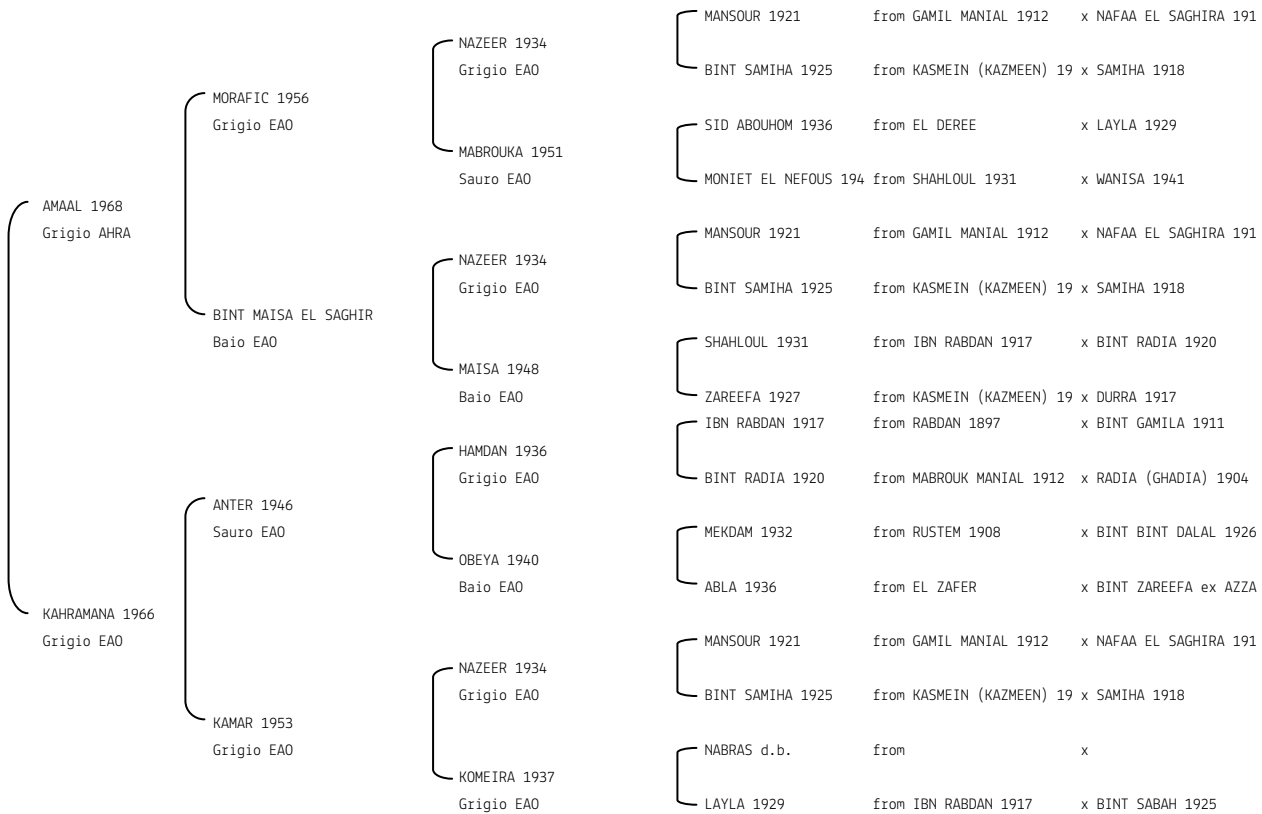 MANSOUR 1921 from GAMIL MANIAL 1912 x NAFAA EL SAGHIRA 191
NAZEER 1934
Grigio EAO
BINT SAMIHA 1925 from KASMEIN (KAZMEEN) 19 x SAMIHA 1918
MORAFIC 1956
Grigio EAO
SID ABOUHOM 1936 from EL DEREE x LAYLA 1929
MABROUKA 1951
Sauro EAO
MONIET EL NEFOUS 194 from SHAHLOUL 1931 x WANISA 1941
AMAAL 1968
Grigio AHRA
MANSOUR 1921 from GAMIL MANIAL 1912 x NAFAA EL SAGHIRA 191
NAZEER 1934
Grigio EAO
BINT SAMIHA 1925 from KASMEIN (KAZMEEN) 19 x SAMIHA 1918
BINT MAISA EL SAGHIR
Baio EAO
SHAHLOUL 1931 from IBN RABDAN 1917 x BINT RADIA 1920
MAISA 1948
Baio EAO
ZAREEFA 1927 from KASMEIN (KAZMEEN) 19 x DURRA 1917
IBN RABDAN 1917 from RABDAN 1897 x BINT GAMILA 1911
HAMDAN 1936
Grigio EAO
BINT RADIA 1920 from MABROUK MANIAL 1912 x RADIA (GHADIA) 1904
ANTER 1946
Sauro EAO
MEKDAM 1932 from RUSTEM 1908 x BINT BINT DALAL 1926
OBEYA 1940
Baio EAO
ABLA 1936 from EL ZAFER x BINT ZAREEFA ex AZZA
KAHRAMANA 1966
Grigio EAO
MANSOUR 1921 from GAMIL MANIAL 1912 x NAFAA EL SAGHIRA 191
NAZEER 1934
Grigio EAO
BINT SAMIHA 1925 from KASMEIN (KAZMEEN) 19 x SAMIHA 1918
KAMAR 1953
Grigio EAO
NABRAS d.b. from x
KOMEIRA 1937
Grigio EAO
LAYLA 1929 from IBN RABDAN 1917 x BINT SABAH 1925